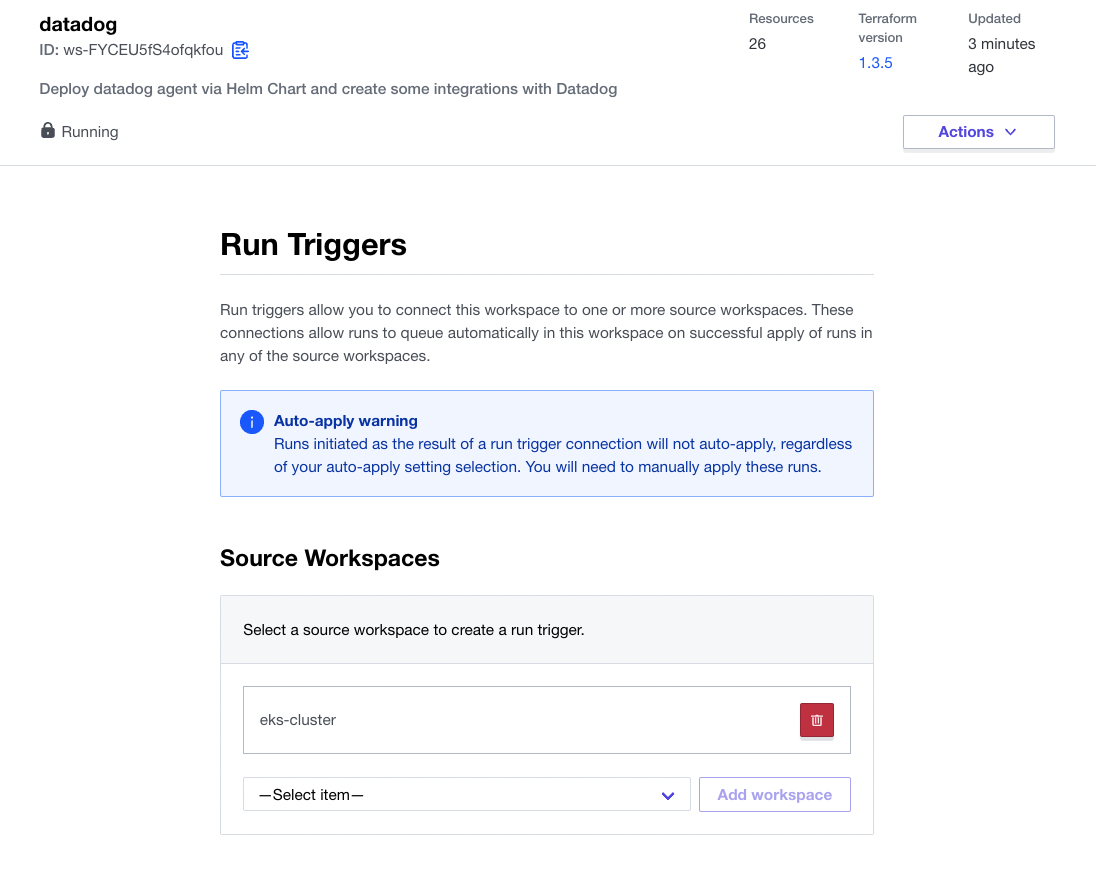 datadog
ID: ws-FYCEU5fS4ofqkfou
Deploy datadog agent via Helm Chart and create some integrations with Datadog
Running
Resources
26
Terraform
version
1.3.5
Updated
3 minutes
ago
Actions
Run Triggers
Run triggers allow you to connect this workspace to one or more source workspaces. These
connections allow runs to queue automatically in this workspace on successful apply of runs in
any of the source workspaces.
Auto-apply warning
Runs initiated as the result of a run trigger connection will not auto-apply, regardless
of your auto-apply setting selection. You will need to manually apply these runs.
Source Workspaces
Select a source workspace to create a run trigger.
eks-cluster
—Select item—
Add workspace